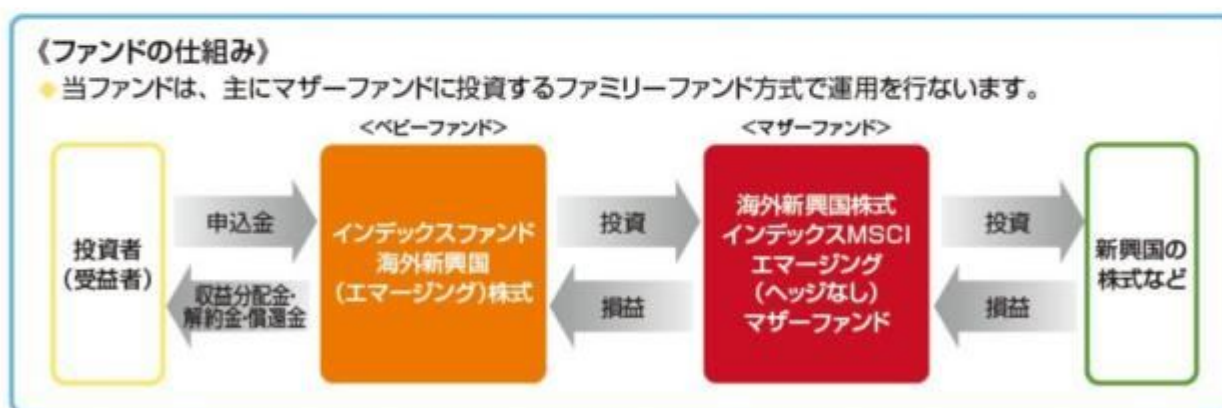 《ファンドの仕組み》
◆当ファンドは、主にマザーファンドに投資するファミリーファンド方式で運用を行ないます。
<ベビーファンド>
<マザーファンド>
投資者
(受益者)
申込金
収益分配金・
解約金・償還金
インデックスファンド
海外新興国
(エマージング)株式
投資
損益
海外新興国株式
インデックスMSCI
エマージング
(ヘッジなし)
マザーファンド
投資
損益
新興国の
株式など